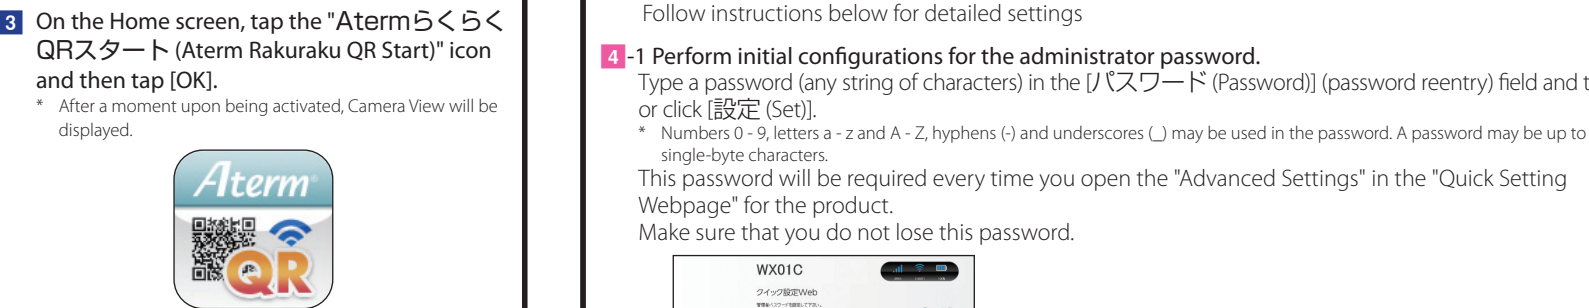 3 On the Home screen, tap the "Atermらくらく
QRスタート (Aterm Rakuraku QR Start)" icon
and then tap [OK].
* After a moment upon being activated, Camera View will be
displayed.
Aterm
QR
Follow instructions below for detailed settings
4-1 Perform initial configurations for the administrator password.
Type a password (any string of characters) in the [パスワード (Password)] (password reentry) field and t
or click [設定 (Set)].
* Numbers 0 - 9, letters a - z and A - Z, hyphens (-) and underscores (_) may be used in the password. A password may be up to
single-byte characters.
This password will be required every time you open the "Advanced Settings" in the "Quick Setting
Webpage" for the product.
Make sure that you do not lose this password.
WX01C
クイック設定Web